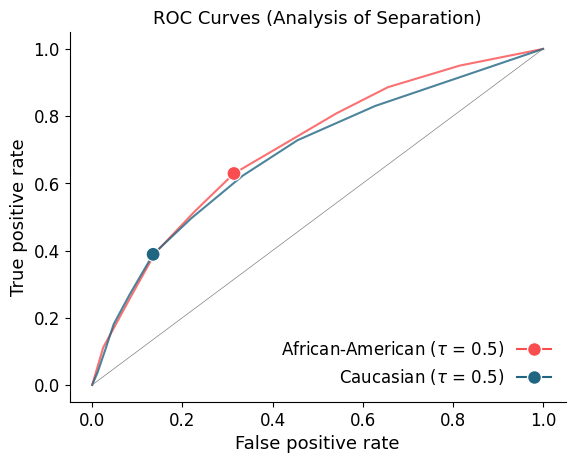 ROC Curves (Analysis of Separation)
True positive rate
1.0
0.8
0.6
0.4
0.2
0.0
African-American (τ = 0.5)
Caucasian (τ = 0.5)
0.0 0.2 0.4 0.6 0.8 1.0
False positive rate